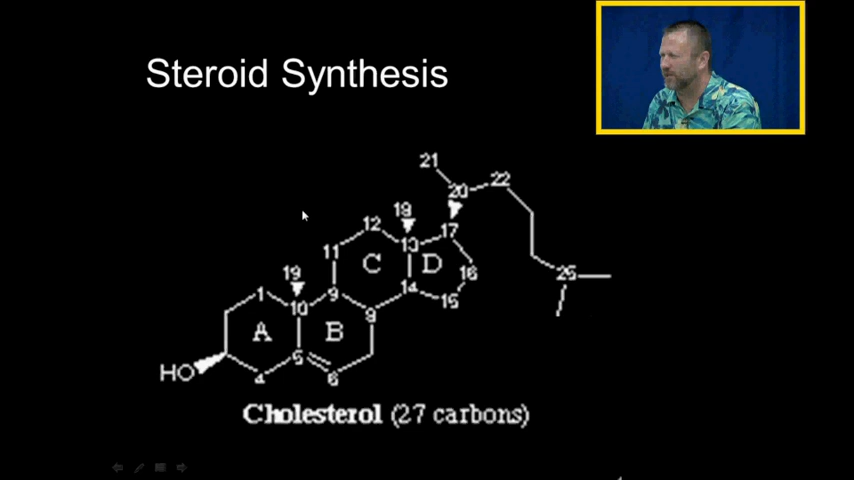 Steroid Synthesis
21
20 22
18
12 17
13
11 C D 16
19 14
1 9 15
10 8
A B
5
HO 4 6
25
Cholesterol (27 carbons)